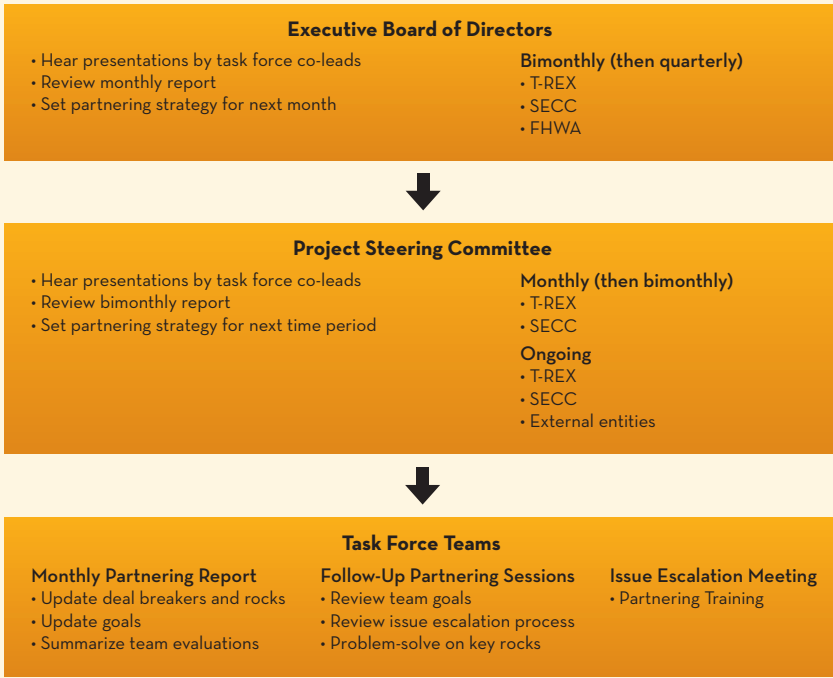 Executive Board of Directors
• Hear presentations by task force co-leads
• Review monthly report
• Set partnering strategy for next month
Bimonthly (then quarterly)
• T-REX
• SECC
• FHWA
Project Steering Committee
• Hear presentations by task force co-leads
• Review bimonthly report
• Set partnering strategy for next time period
Monthly (then bimonthly)
• T-REX
• SECC
Ongoing
• T-REX
• SECC
• External entities
Task Force Teams
Monthly Partnering Report
• Update deal breakers and rocks
• Update goals
• Summarize team evaluations
Follow-Up Partnering Sessions
• Review team goals
• Review issue escalation process
• Problem-solve on key rocks
Issue Escalation Meeting
• Partnering Training